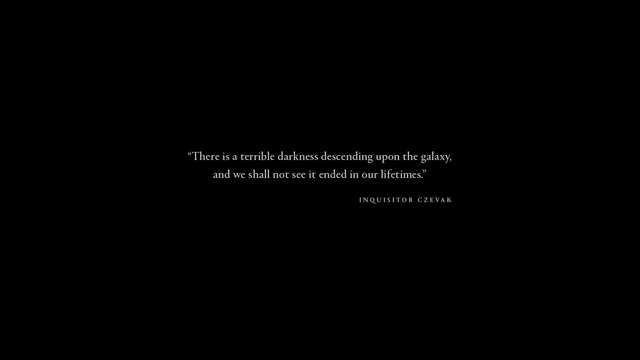 “There is a terrible darkness descending upon the galaxy,
and we shall not see it ended in our lifetimes.”
INQUISITOR CZEVAK